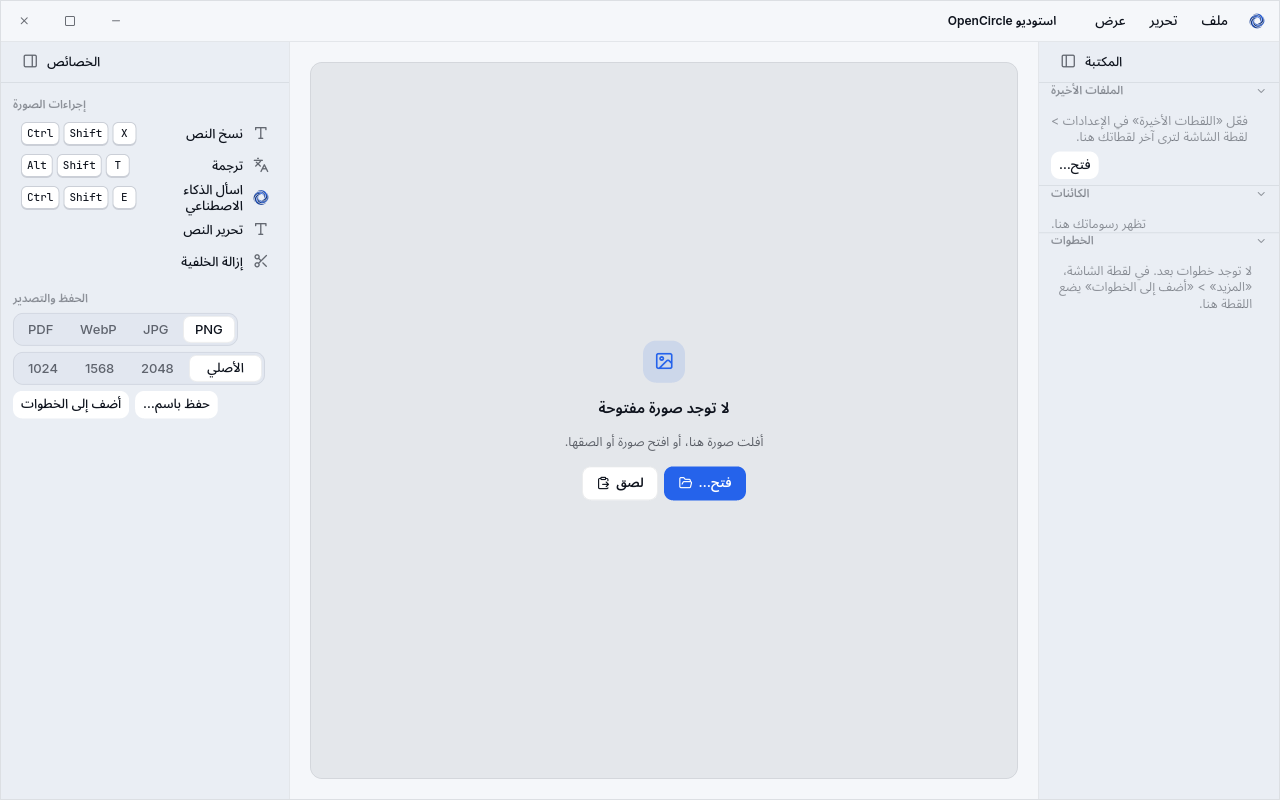 ملف
تحرير
عرض
استوديو OpenCircle
المكتبة
الملفات الأخيرة
فعّل «اللقطات الأخيرة» في الإعدادات >
لقطة الشاشة لترى آخر لقطاتك هنا.
فتح...
الكائنات
تظهر رسوماتك هنا.
الخطوات
لا توجد خطوات بعد. في لقطة الشاشة،
«المزيد» > «أضف إلى الخطوات» يضع
اللقطة هنا.
لا توجد صورة مفتوحة
أفلت صورة هنا، أو افتح صورة أو الصقها.
فتح...
لصق
الخصائص
إجراءات الصورة
نسخ النص Ctrl Shift X
ترجمة Alt Shift T
اسأل الذكاء
الاصطناعي Ctrl Shift E
تحرير النص
إزالة الخلفية
الحفظ والتصدير
PNG JPG WebP PDF
الأصلي 2048 1568 1024
حفظ باسم...
أضف إلى الخطوات